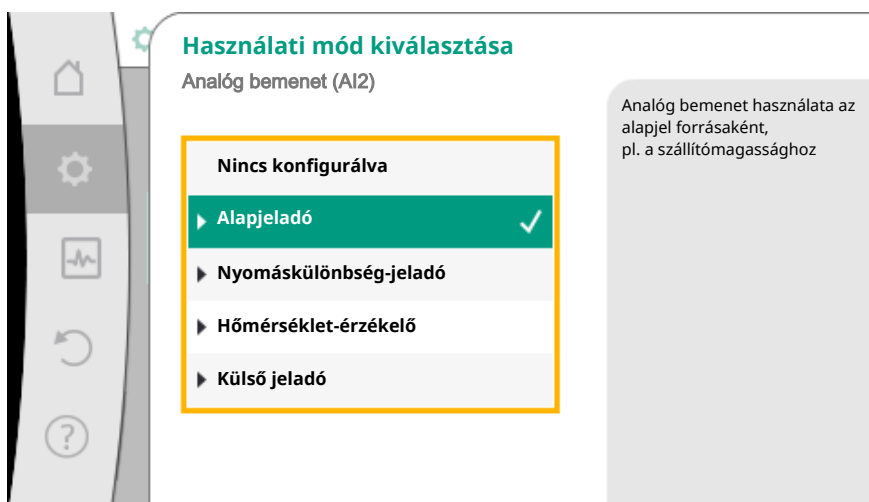 Használati mód kiválasztása
Analóg bemenet (AI2)
Nincs konfigurálva
Alapjeladó
Nyomáskülönbség-jeladó
Hőmérséklet-érzékelő
Külső jeladó
Analóg bemenet használata az
alapjel forrásaként,
pl. a szállítómagassághoz
?